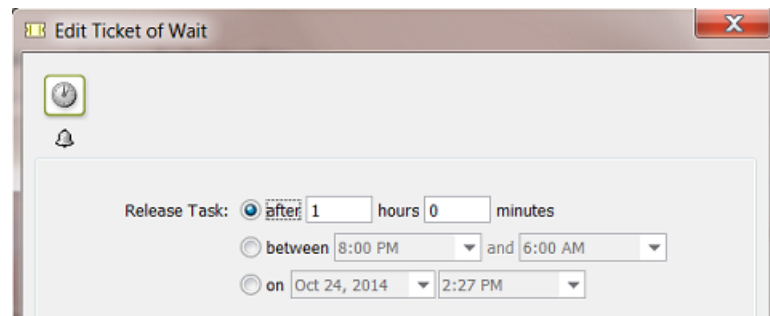 Edit Ticket of Wait
Release Task: after 1 hours 0 minutes
between 8:00 PM and 6:00 AM
on Oct 24, 2014 2:27 PM